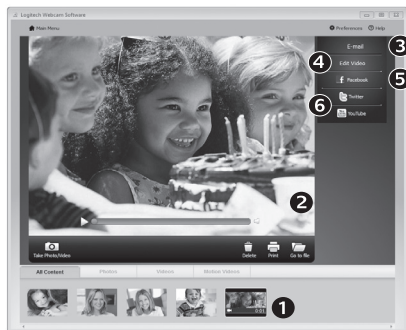 Logitech Webcam Software
Main Menu
Preferences
Help
E-mail
3
4
Edit Video
Facebook
5
Twitter
6
YouTube
2
Take Photo/Video
Delete
Print
Go to file
All Content
Photos
Videos
Motion Videos
0:01
1